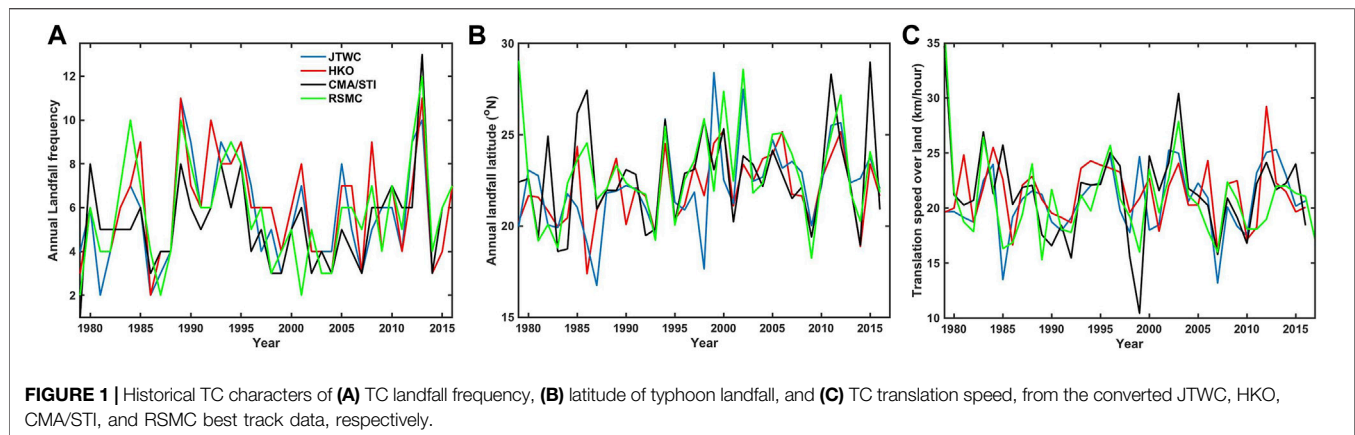 A
JTWC
HKO
CMA/STI
RSMC
Annual Landfall frequency
12
10
8
6
4
2
1980 1985 1990 1995 2000 2005 2010 2015
Year
B
Annual landfall latitude (°N)
30
25
20
15
1980 1985 1990 1995 2000 2005 2010 2015
Year
C
Translation speed over land (km/hour)
35
30
25
20
15
10
1980 1985 1990 1995 2000 2005 2010 2015
Year
FIGURE 1 | Historical TC characters of (A) TC landfall frequency, (B) latitude of typhoon landfall, and (C) TC translation speed, from the converted JTWC, HKO,
CMA/STI, and RSMC best track data, respectively.